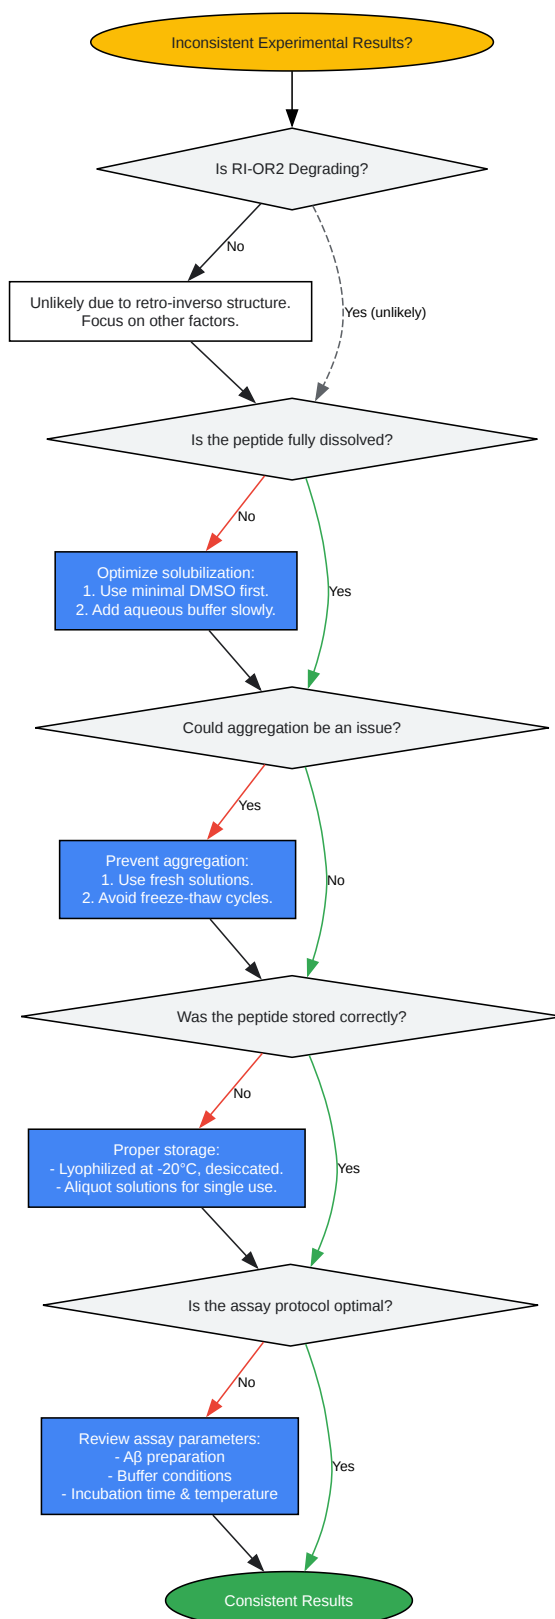 Inconsistent Experimental Results?
Is RI-OR2 Degrading?
No
Unlikely due to retro-inverso structure.
Focus on other factors.
Yes (unlikely)
Is the peptide fully dissolved?
No
Optimize solubilization:
1. Use minimal DMSO first.
2. Add aqueous buffer slowly.
Yes
Could aggregation be an issue?
Yes
Prevent aggregation:
1. Use fresh solutions.
2. Avoid freeze-thaw cycles.
No
Was the peptide stored correctly?
No
Proper storage:
- Lyophilized at -20°C, desiccated.
- Aliquot solutions for single use.
Yes
Is the assay protocol optimal?
No
Review assay parameters:
- Aβ preparation
- Buffer conditions
- Incubation time & temperature
Yes
Consistent Results